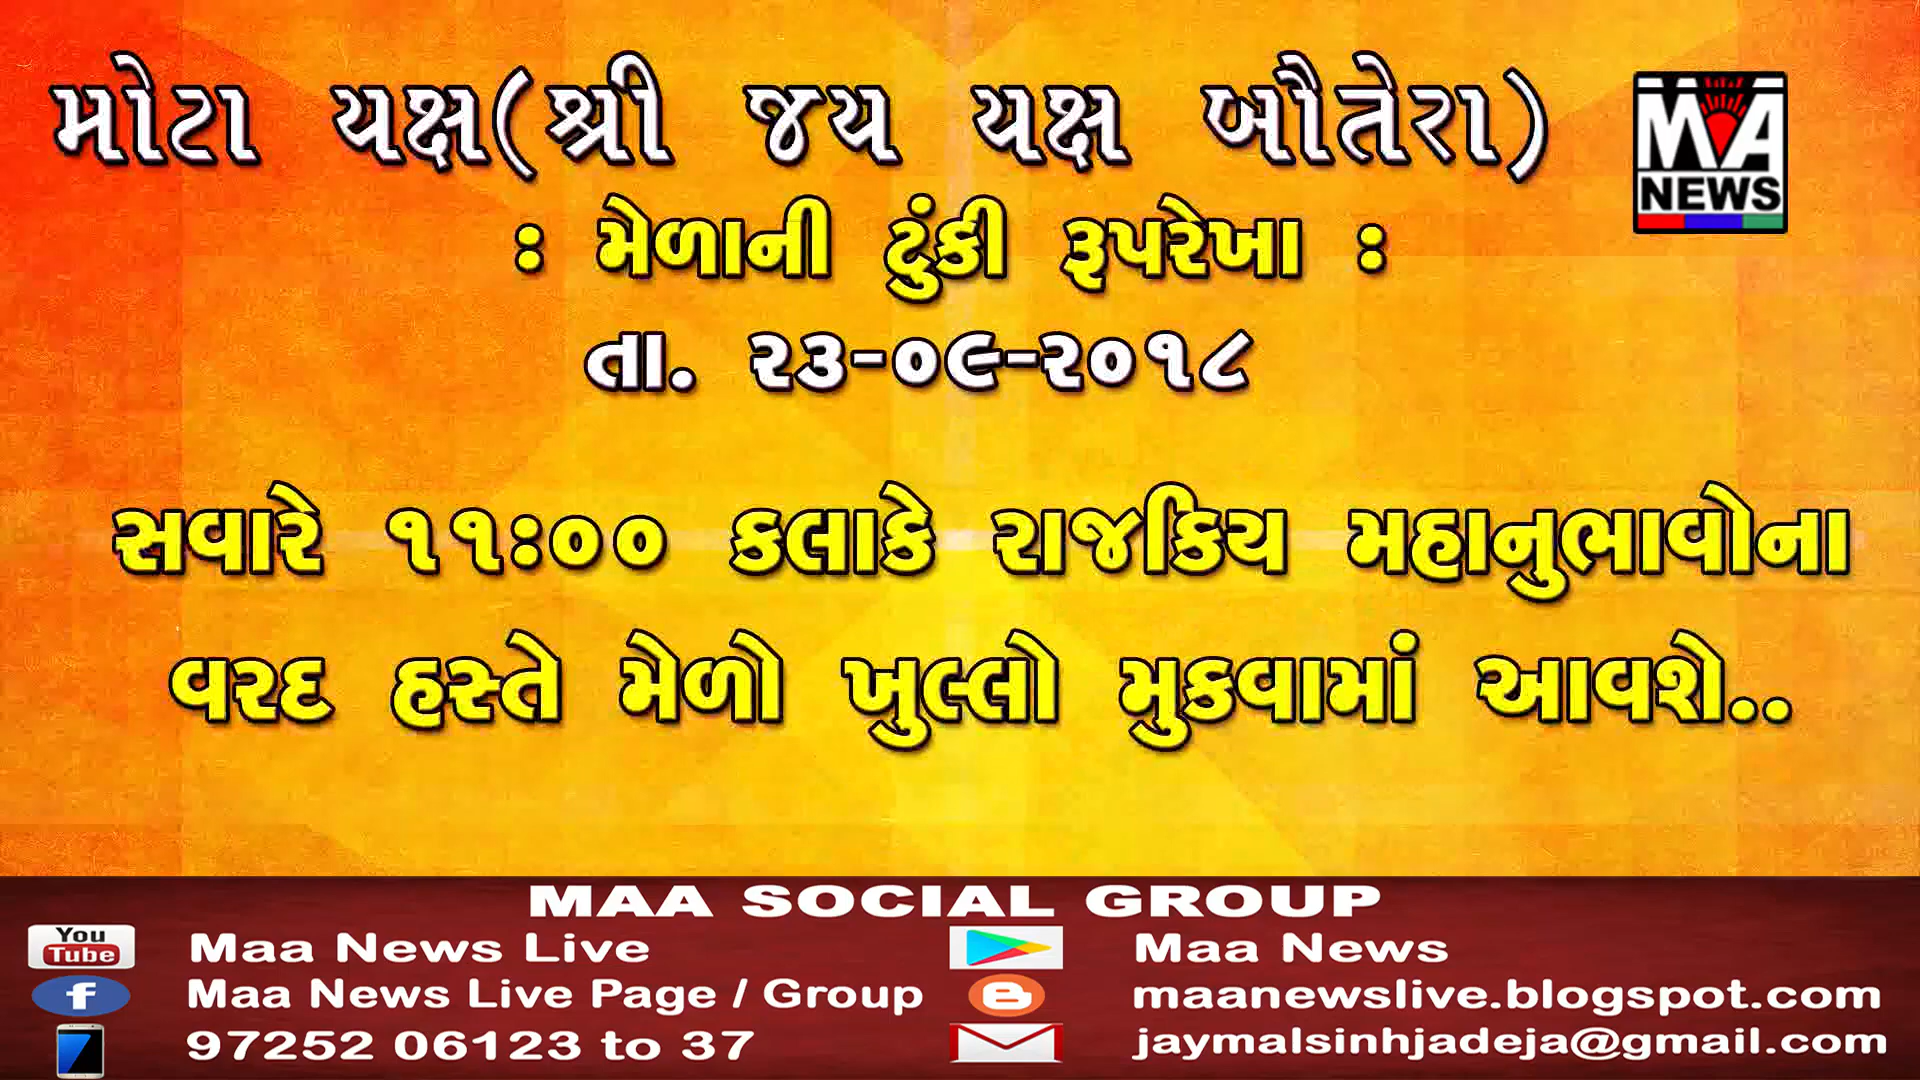 મોટા યક્ષ(શ્રી જય યક્ષ બૌતેરા)
MAA NEWS
: મેળાની ટુંકી રૂપરેખા :
તા. ૨૩-૦૯-૨૦૧૮
સવારે ૧૧:૦૦ કલાકે રાજકિય મહાનુભાવોના
વરદ હસ્તે મેળો ખુલ્લો મુકવામાં આવશે..
MAA SOCIAL GROUP
You Tube Maa News Live
Maa News
f Maa News Live Page / Group
maanewslive.blogspot.com
97252 06123 to 37
jaymalsinhjadeja@gmail.com